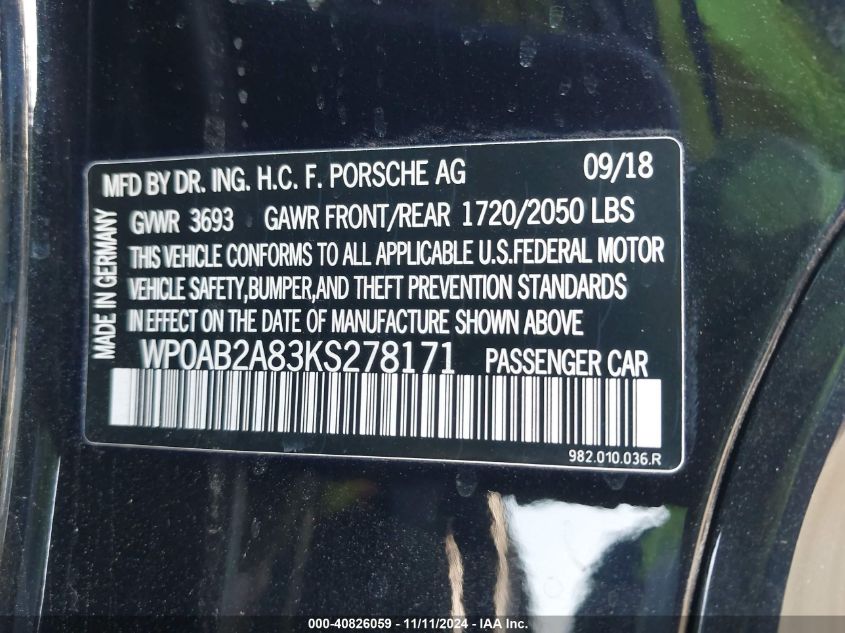 MFD BY DR. ING. H.C. F. PORSCHE AG 09/18
GVWR 3693 GAWR FRONT/REAR 1720/2050 LBS
THIS VEHICLE CONFORMS TO ALL APPLICABLE U.S.FEDERAL MOTOR
VEHICLE SAFETY,BUMPER,AND THEFT PREVENTION STANDARDS
IN EFFECT ON THE DATE OF MANUFACTURE SHOWN ABOVE
WP0AB2A83KS278171 PASSENGER CAR
982.010.036.R
MADE IN GERMANY
000-40826059 - 11/11/2024 - IAA Inc.